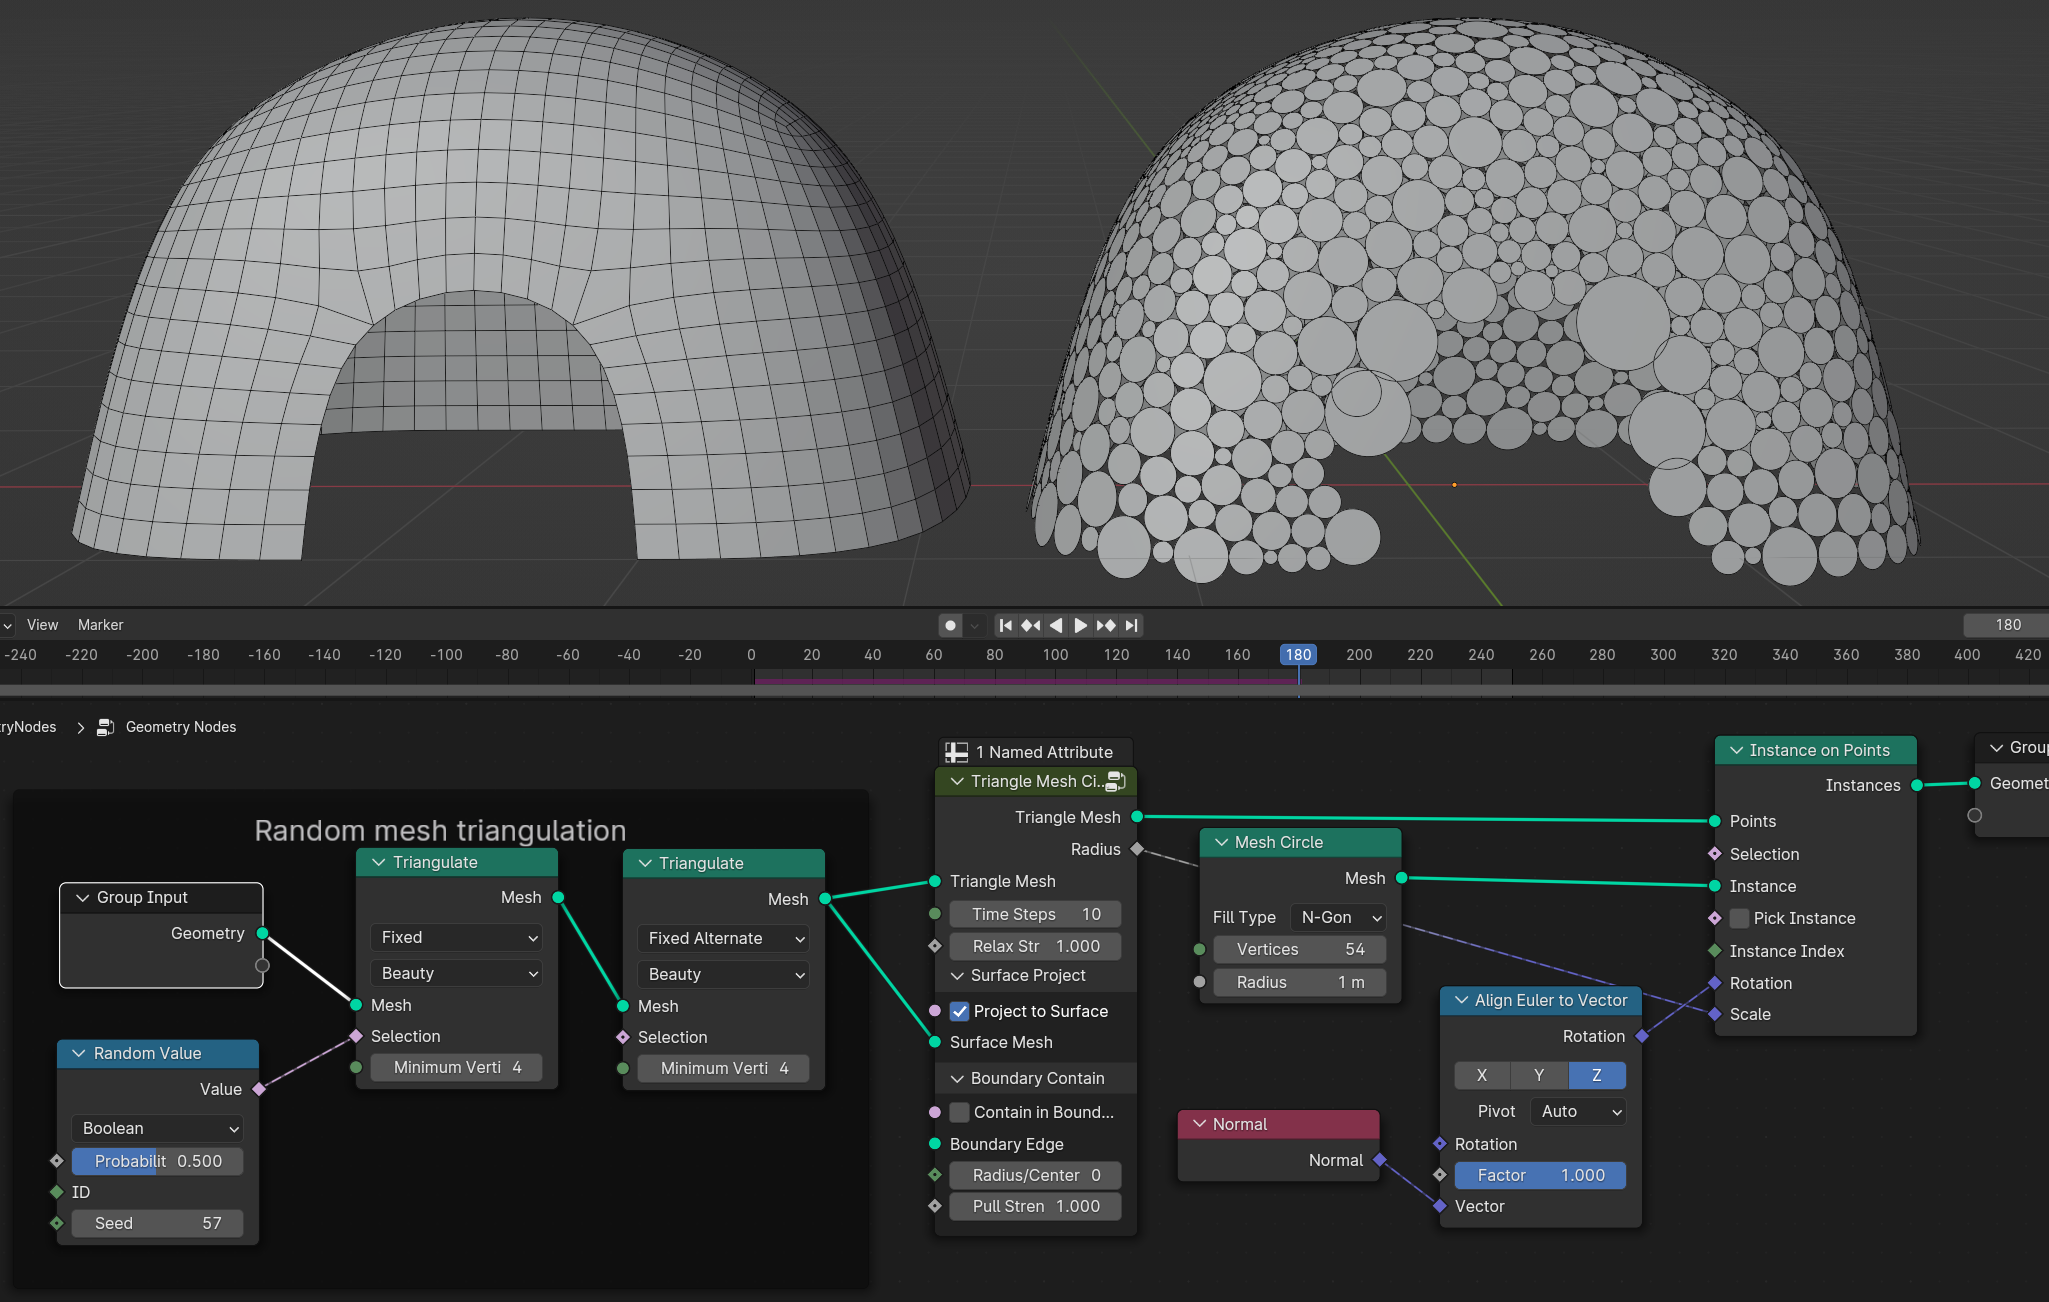 View Marker
180
-240 -220 -200 -180 -160 -140 -120 -100 -80 -60 -40 -20 0 20 40 60 80 100 120 140 160 180 200 220 240 260 280 300 320 340 360 380 400 420
ryNodes > Geometry Nodes
Random mesh triangulation
Group Input
Geometry
Random Value
Value
Boolean
Probabilit 0.500
ID
Seed 57
Triangulate
Mesh
Fixed
Beauty
Mesh
Selection
Minimum Verti 4
Triangulate
Mesh
Fixed Alternate
Beauty
Mesh
Selection
Minimum Verti 4
1 Named Attribute
Triangle Mesh Ci..
Triangle Mesh
Radius
Triangle Mesh
Time Steps 10
Relax Str 1.000
Surface Project
Project to Surface
Surface Mesh
Boundary Contain
Contain in Bound...
Boundary Edge
Radius/Center 0
Pull Stren 1.000
Mesh Circle
Mesh
Fill Type N-Gon
Vertices 54
Radius 1 m
Normal
Normal
Align Euler to Vector
Rotation
X Y Z
Pivot Auto
Rotation
Factor 1.000
Vector
Instance on Points
Instances
Points
Selection
Instance
Pick Instance
Instance Index
Rotation
Scale
Grou
Geomet